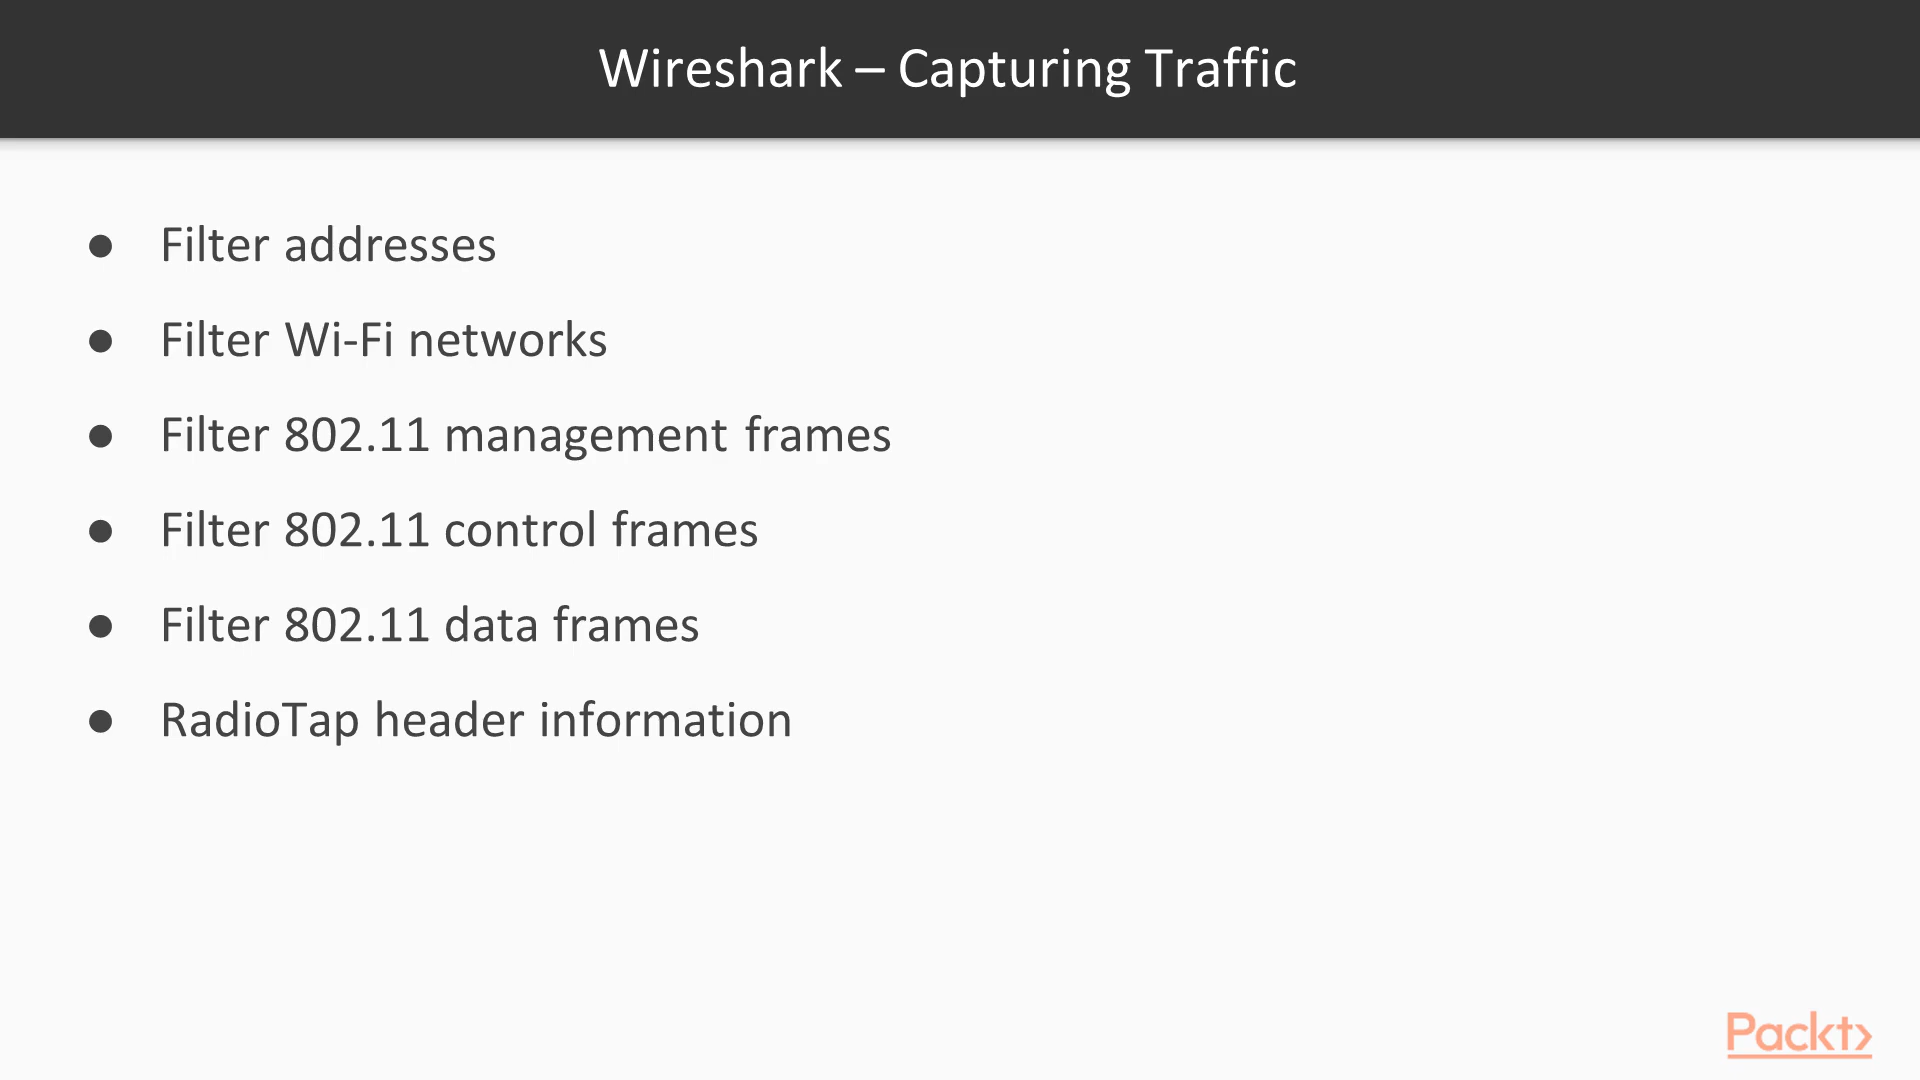 Wireshark – Capturing Traffic
● Filter addresses
● Filter Wi-Fi networks
● Filter 802.11 management frames
● Filter 802.11 control frames
● Filter 802.11 data frames
● RadioTap header information
Packt>